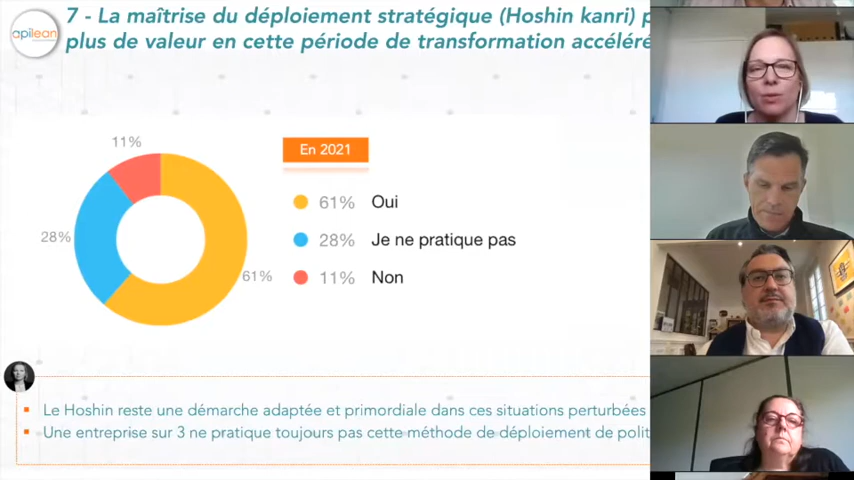 apilean
7 - La maîtrise du déploiement stratégique (Hoshin kanri)
plus de valeur en cette période de transformation
11%
28%
61%
En 2021
61% Oui
28% Je ne pratique pas
11% Non
Le Hoshin reste une démarche adaptée et primordiale dans ces situations perturbées
Une entreprise sur 3 ne pratique toujours pas cette méthode de déploiement de